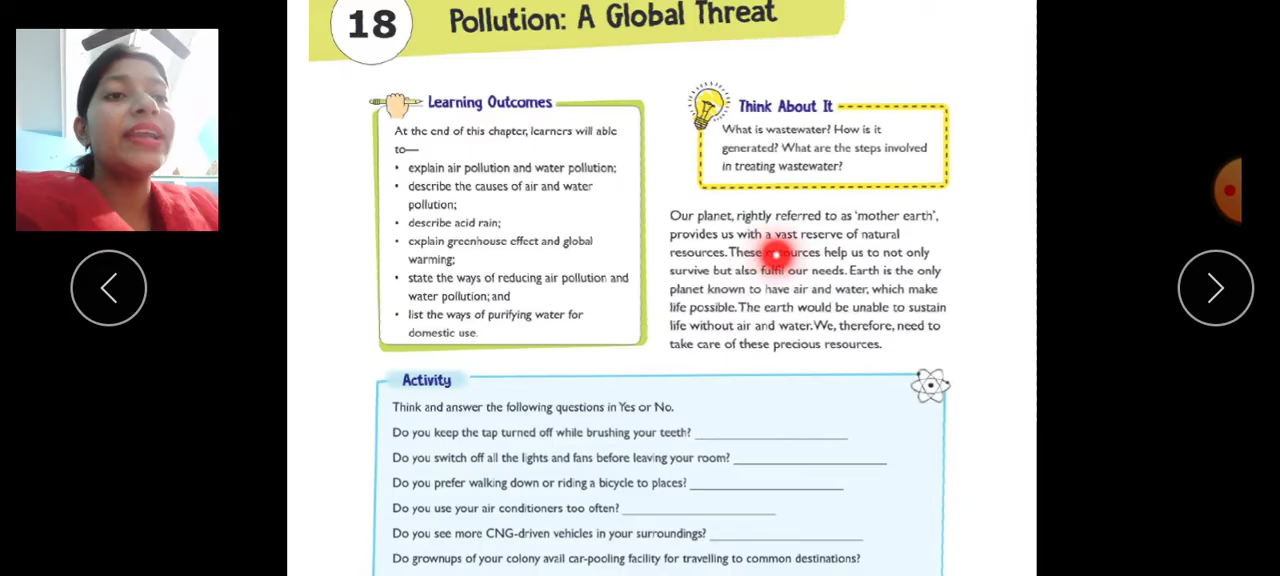 18
Pollution: A Global Threat
Learning Outcomes
At the end of this chapter, learners will able
to—
• explain air pollution and water pollution;
• describe the causes of air and water
pollution;
• describe acid rain;
• explain greenhouse effect and global
warming;
• state the ways of reducing air pollution and
water pollution; and
• list the ways of purifying water for
domestic use.
Think About It
What is wastewater? How is it
generated? What are the steps involved
in treating wastewater?
Our planet, rightly referred to as 'mother earth',
provides us with a vast reserve of natural
resources. These resources help us to not only
survive but also fulfil our needs. Earth is the only
planet known to have air and water, which make
life possible. The earth would be unable to sustain
life without air and water. We, therefore, need to
take care of these precious resources.
Activity
Think and answer the following questions in Yes or No.
Do you keep the tap turned off while brushing your teeth?
Do you switch off all the lights and fans before leaving your room?
Do you prefer walking down or riding a bicycle to places?
Do you use your air conditioners too often?
Do you see more CNG-driven vehicles in your surroundings?
Do grownups of your colony avail car-pooling facility for travelling to common destinations?